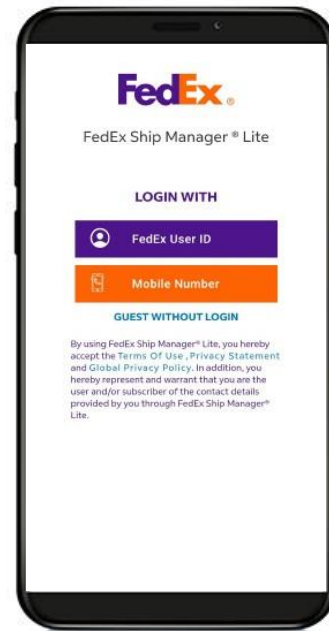 FedEx®
FedEx Ship Manager ® Lite
LOGIN WITH
FedEx User ID
Mobile Number
GUEST WITHOUT LOGIN
By using FedEx Ship Manager® Lite, you hereby
accept the Terms Of Use , Privacy Statement
and Global Privacy Policy. In addition, you
hereby represent and warrant that you are the
user and/or subscriber of the contact details
provided by you through FedEx Ship Manager®
Lite.